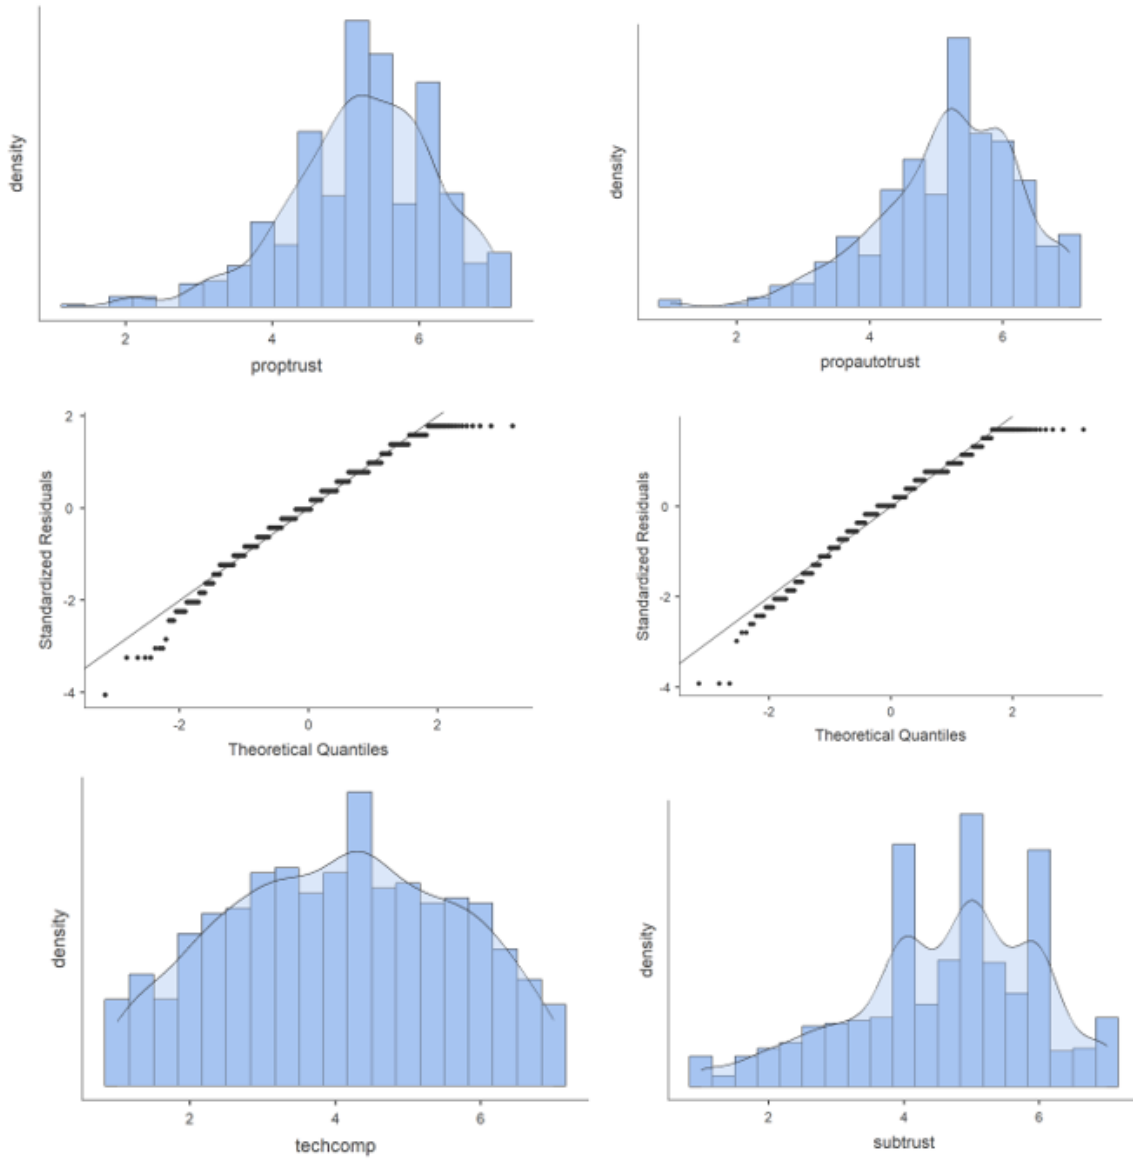 density
2 4 6
proptrust
density
2 4 6
propautotrust
Standardized Residuals
2
0
-2
-4
-2 0 2
Theoretical Quantiles
Standardized Residuals
0
-2
-4
-2 0 2
Theoretical Quantiles
density
2 4 6
techcomp
density
2 4 6
subtrust